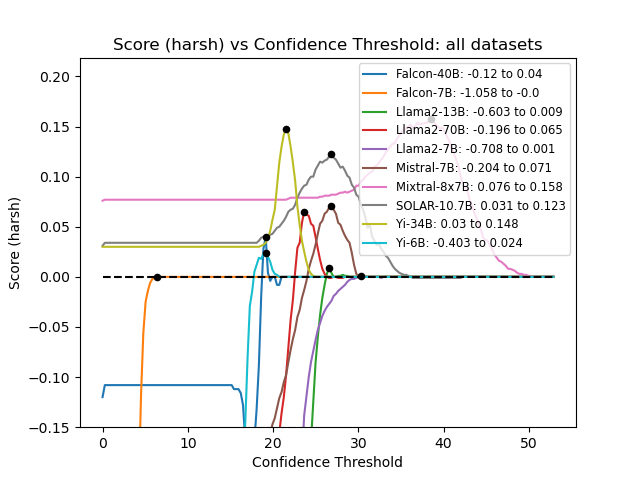 Score (harsh) vs Confidence Threshold: all datasets
Falcon-40B: -0.12 to 0.04
Falcon-7B: -1.058 to -0.0
Llama2-13B: -0.603 to 0.009
Llama2-70B: -0.196 to 0.065
Llama2-7B: -0.708 to 0.001
Mistral-7B: -0.204 to 0.071
Mixtral-8x7B: 0.076 to 0.158
SOLAR-10.7B: 0.031 to 0.123
Yi-34B: 0.03 to 0.148
Yi-6B: -0.403 to 0.024
Score (harsh)
0.20
0.15
0.10
0.05
0.00
−0.05
−0.10
−0.15
0 10 20 30 40 50
Confidence Threshold